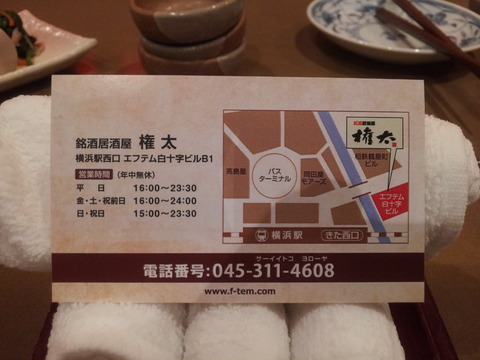 銘酒居酒屋 権太
横浜駅西口 エフテム白十字ビルB1
営業時間 (年中無休)
平 日 16:00〜23:30
金・土・祝前日 16:00〜24:00
日・祝日 15:00〜23:30
銘酒居酒屋
権太
高島屋
バス
ターミナル
岡田屋
モアーズ
相鉄鶴屋町
ビル
エフテム
白十字
ビル
横浜駅
きた西口
サーイイトコ ヨローヤ
電話番号:045-311-4608
www.f-tem.com